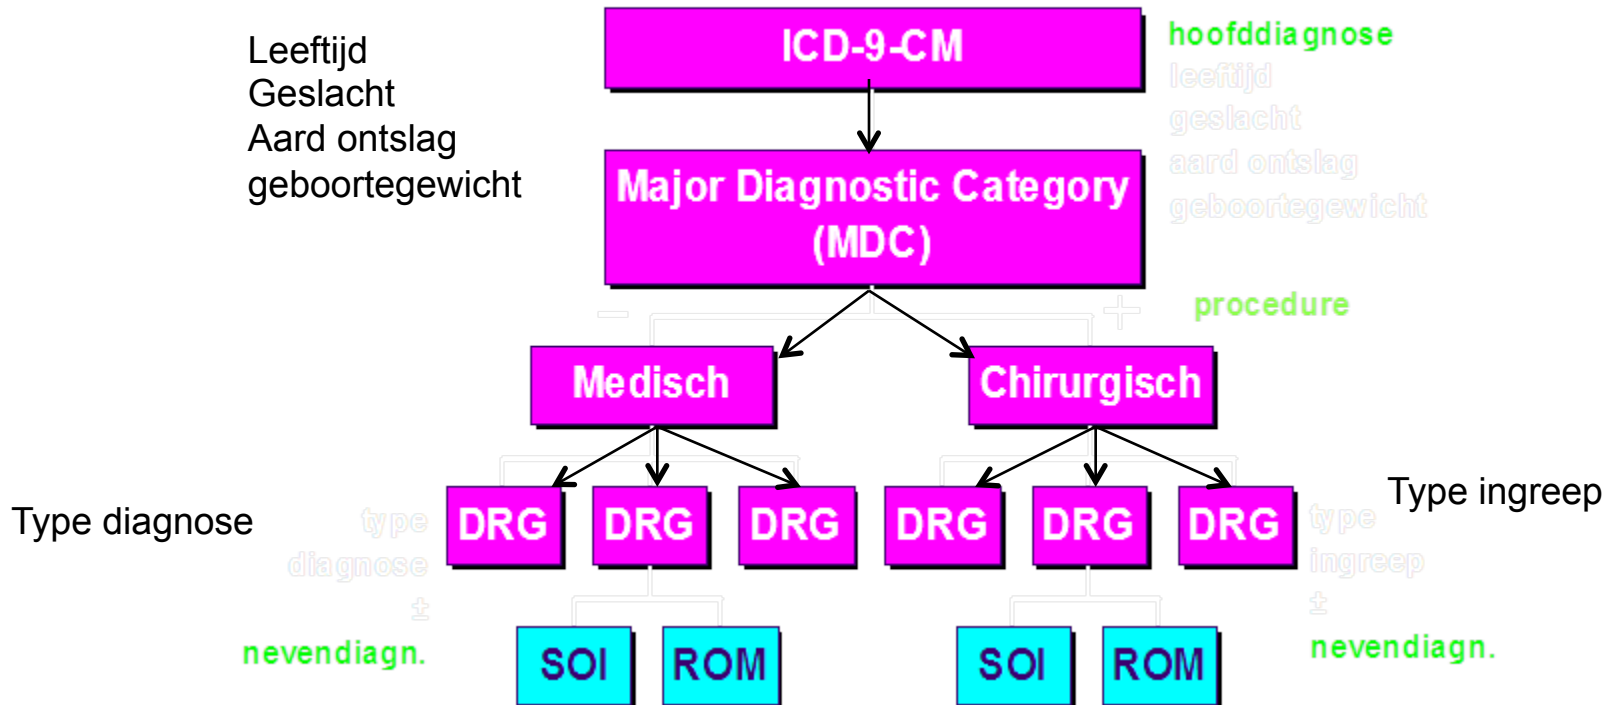 ICD-9-CM
hoofddiagnose
leeftijd
geslacht
aard ontslag
geboortegewicht
Leeftijd
Geslacht
Aard ontslag
geboortegewicht
Major Diagnostic Category
(MDC)
− +
procedure
Medisch
Chirurgisch
Type diagnose
type
diagnose
±
nevendiagn.
DRG DRG DRG DRG DRG DRG
type
ingreep
±
nevendiagn.
Type ingreep
SOI ROM SOI ROM